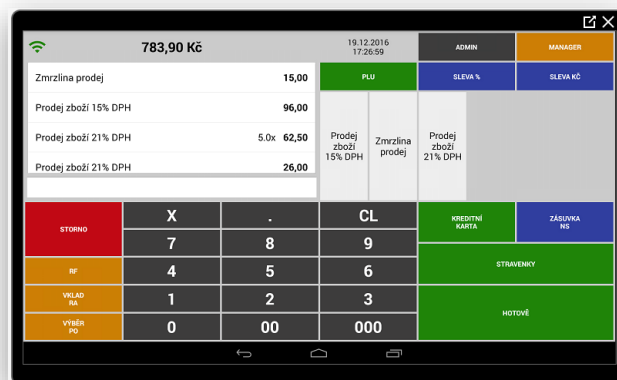 783,90 Kč
19.12.2016
17:26:59
ADMIN
MANAGER
Zmrzlina prodej 15,00
PLU
SLEVA %
SLEVA KČ
Prodej zboží 15% DPH 96,00
Prodej zboží 21% DPH 5.0x 62,50
Prodej zboží 21% DPH 26,00
Prodej
zboží
15% DPH
Zmrzlina
prodej
Prodej
zboží
21% DPH
STORNO
X
.
CL
KREDITNÍ
KARTA
ZÁSUVKA
NS
7
8
9
RF
4
5
6
STRAVENKY
VKLAD
RA
1
2
3
HOTOVĚ
VÝBĚR
PO
0
00
000